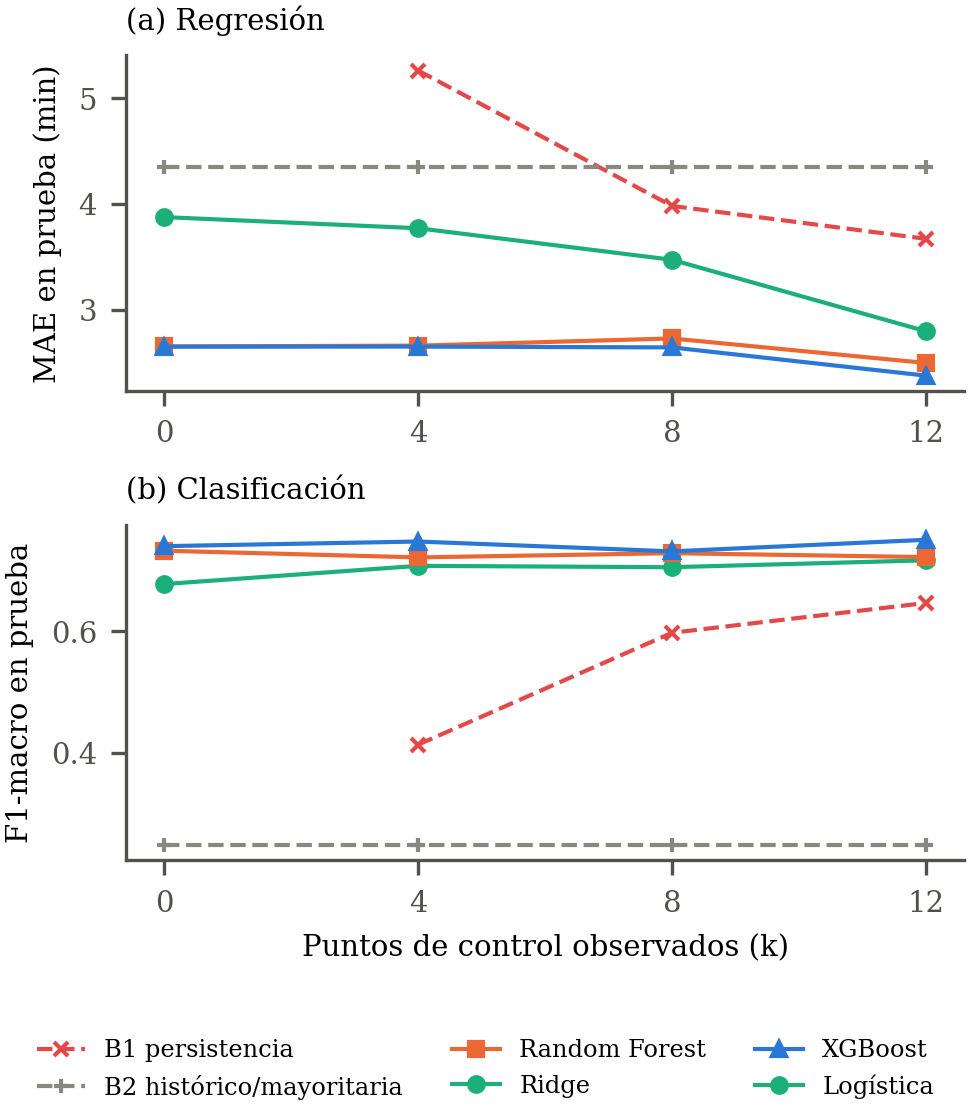 (a) Regresión
MAE en prueba (min)
5
4
3
0 4 8 12
(b) Clasificación
F1-macro en prueba
0.6
0.4
0 4 8 12
Puntos de control observados (k)
B1 persistencia Random Forest XGBoost
B2 histórico/mayoritaria Ridge Logística